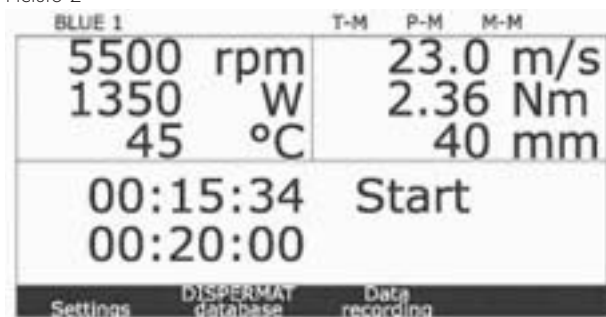 BLUE 1 T-M P-M M-M
5500 rpm 23.0 m/s
1350 W 2.36 Nm
45 °C 40 mm
00:15:34 Start
00:20:00
Settings DISPERMAT database Data recording